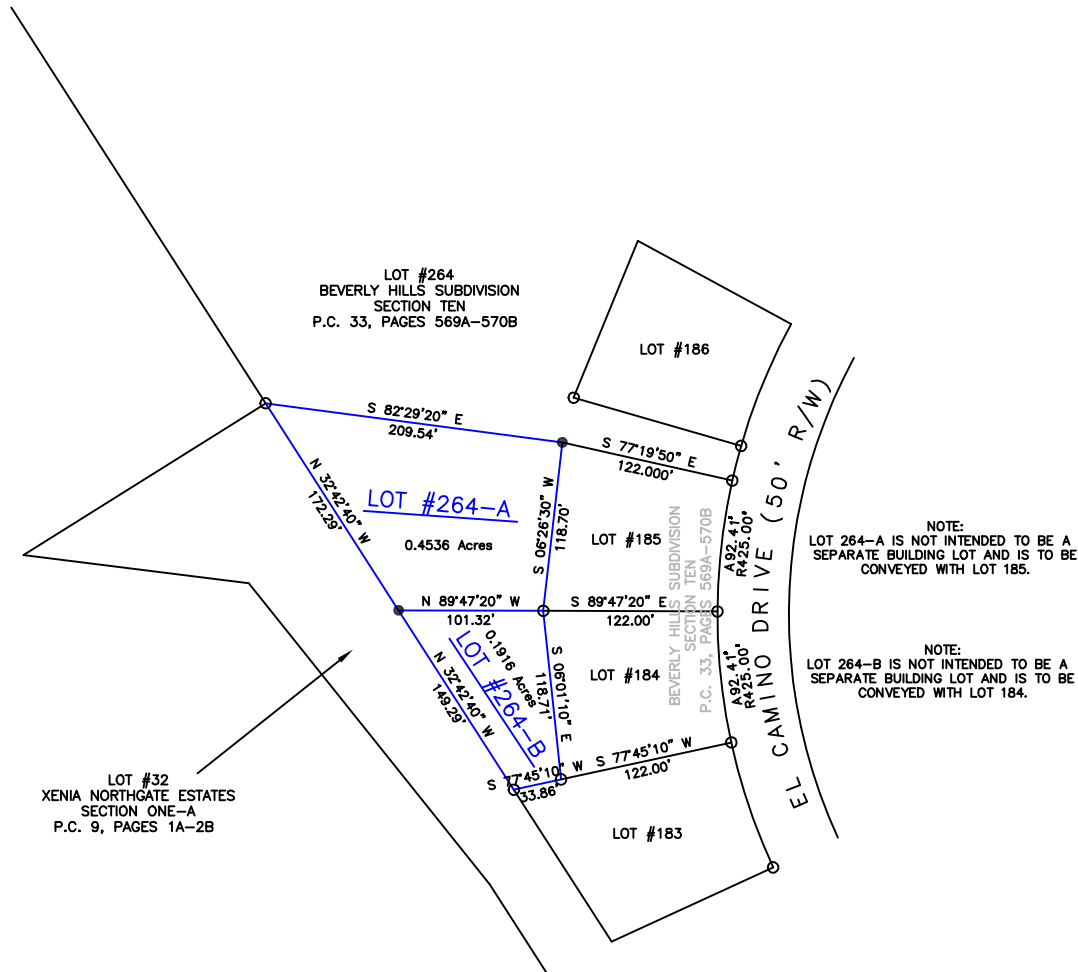 LOT #264
BEVERLY HILLS SUBDIVISION
SECTION TEN
P.C. 33, PAGES 569A-570B
LOT #186
S 82°29'20" E
209.54'
S 77°19'50" E
122.000'
N 32°42'40" W
172.29'
LOT #264-A
0.4536 Acres
S 06°26'30" W
118.70'
LOT #185
BEVERLY HILLS SUBDIVISION
SECTION TEN
P.C. 33, PAGES 569A-570B
A92.41'
R425.00'
EL CAMINO DRIVE (50' R/W)
NOTE:
LOT 264-A IS NOT INTENDED TO BE A
SEPARATE BUILDING LOT AND IS TO BE
CONVEYED WITH LOT 185.
N 89°47'20" W
101.32'
S 89°47'20" E
122.00'
0.1916 Acres
LOT #264-B
N 32°42'40" W
149.29'
S 06°01'10" E
118.71'
LOT #184
A92.41'
R425.00'
NOTE:
LOT 264-B IS NOT INTENDED TO BE A
SEPARATE BUILDING LOT AND IS TO BE
CONVEYED WITH LOT 184.
S 77°45'10" W
33.86'
S 77°45'10" W
122.00'
LOT #183
LOT #32
XENIA NORTHGATE ESTATES
SECTION ONE-A
P.C. 9, PAGES 1A-2B